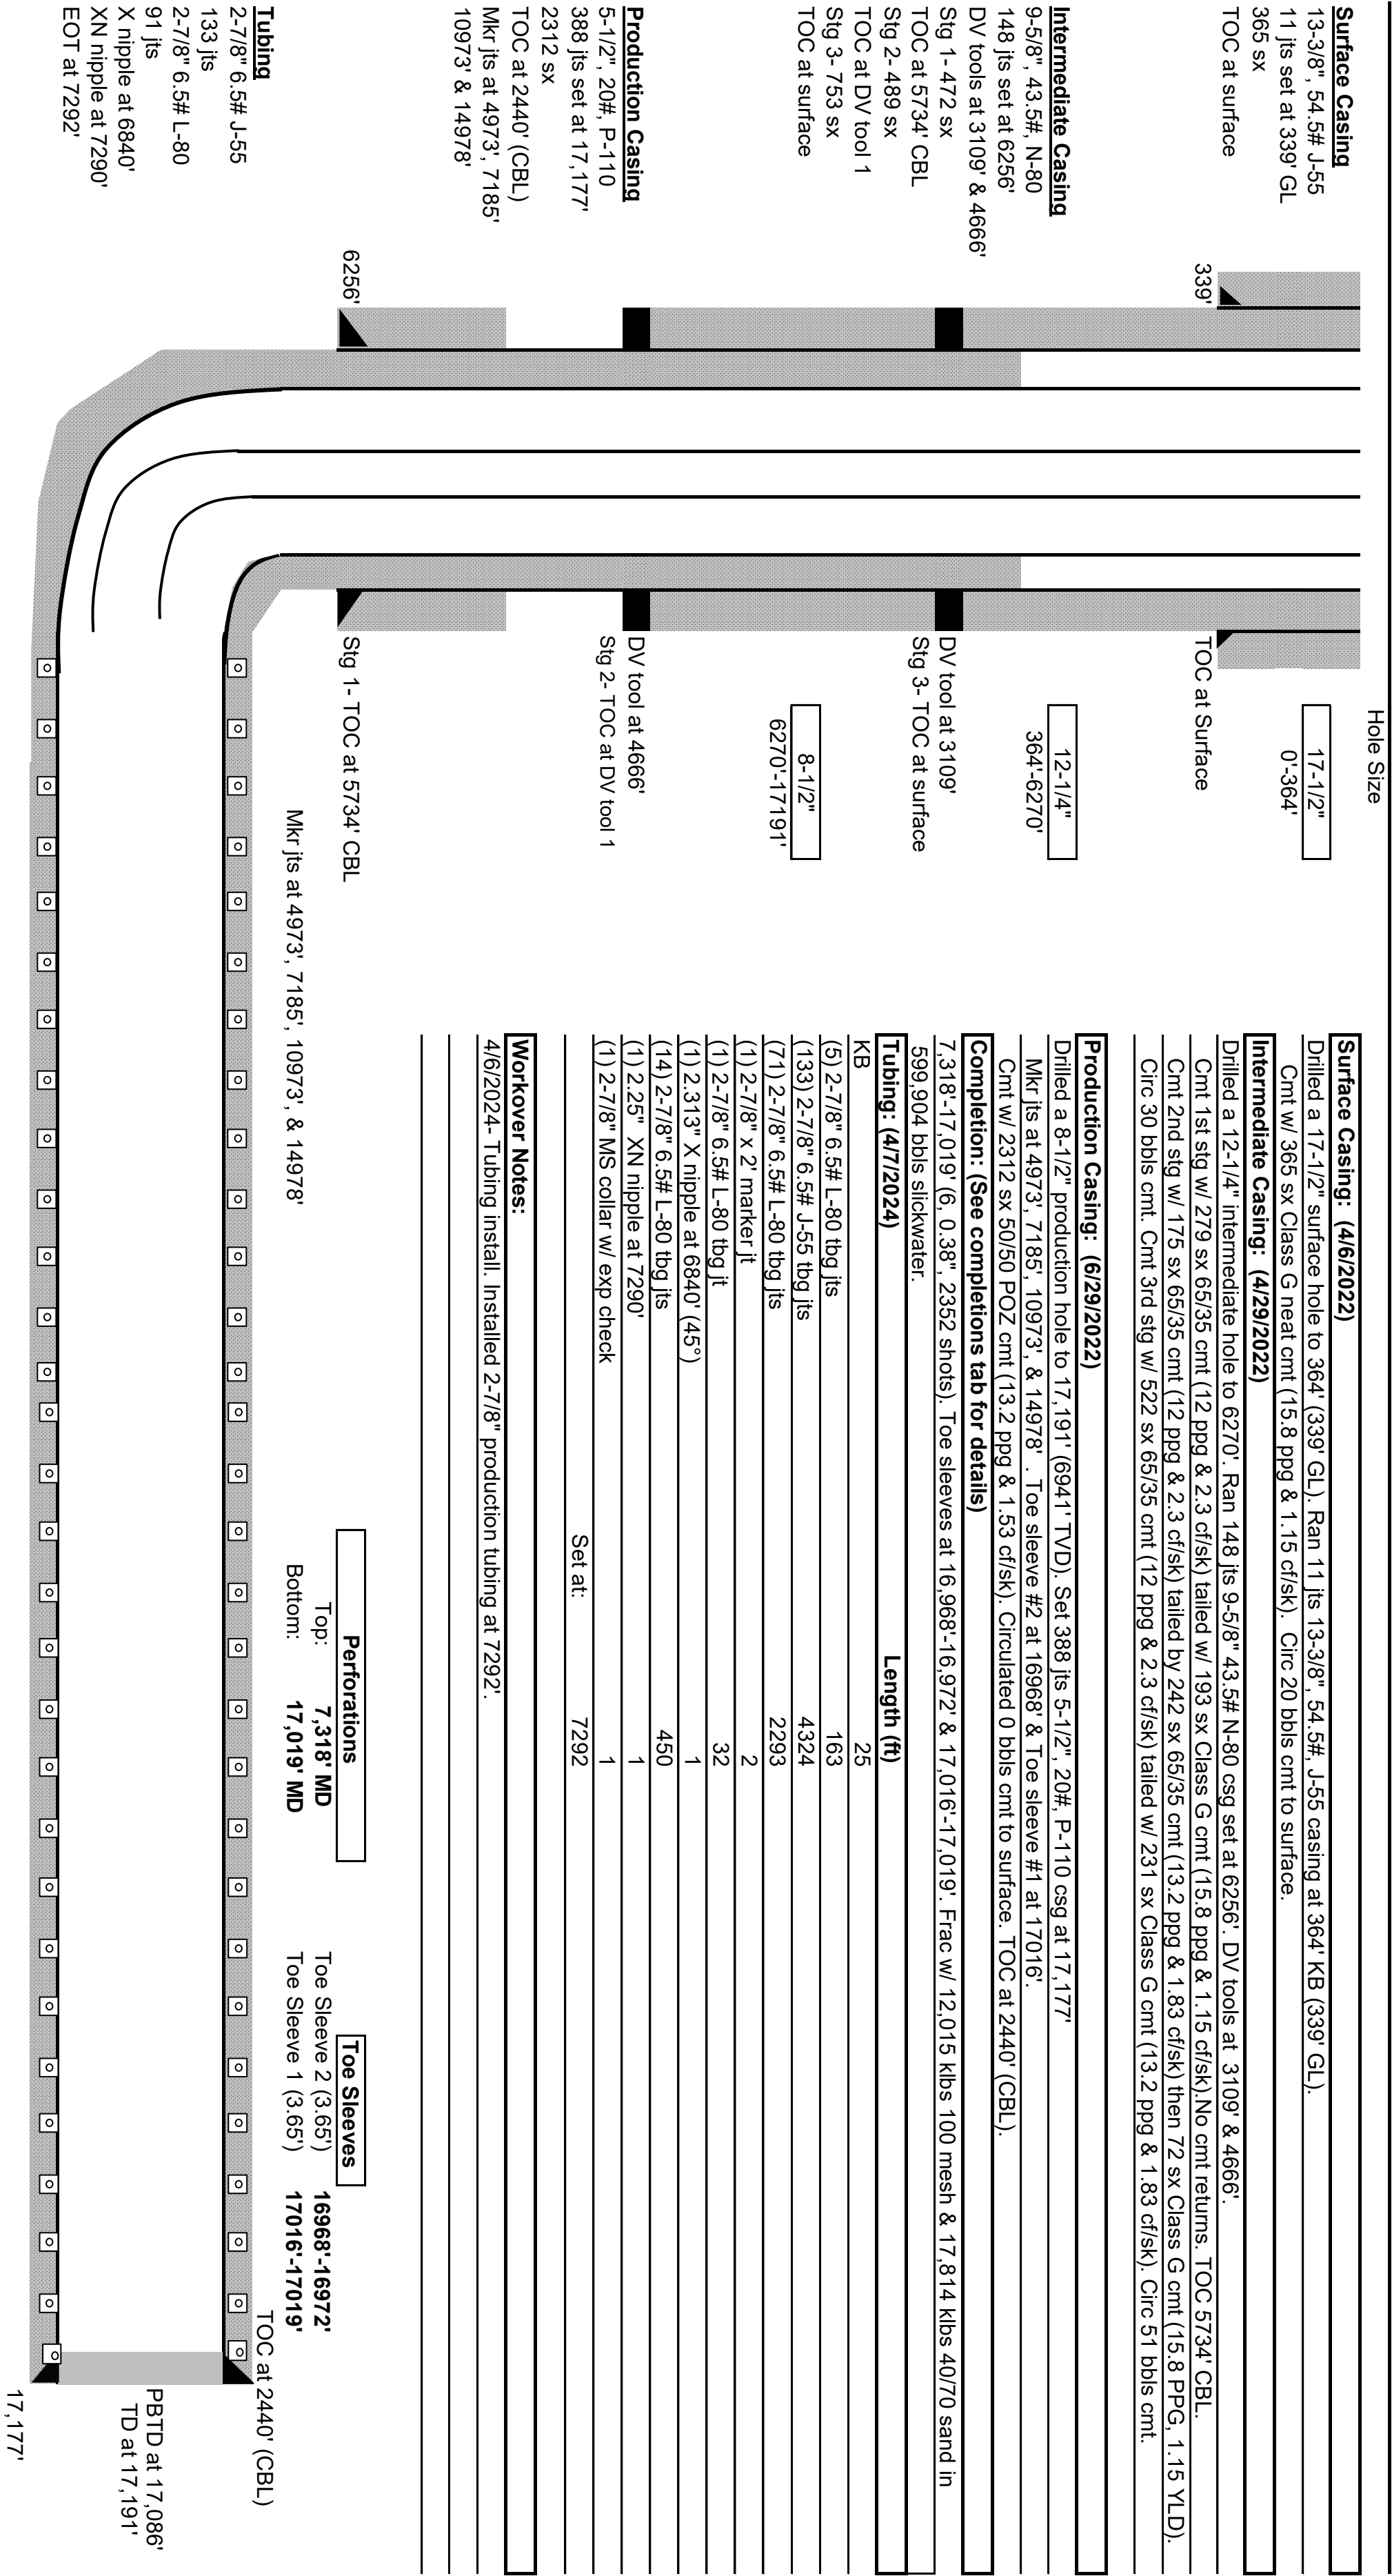 Hole Size
Surface Casing
13-3/8", 54.5# J-55
11 jts set at 339' GL
365 sx
TOC at surface
17-1/2"
0'-364'
339'
TOC at Surface
Intermediate Casing
9-5/8", 43.5#, N-80
148 jts set at 6256'
DV tools at 3109' & 4666'
Stg 1- 472 sx
TOC at 5734' CBL
Stg 2- 489 sx
TOC at DV tool 1
Stg 3- 753 sx
TOC at surface
12-1/4"
364'-6270'
DV tool at 3109'
Stg 3- TOC at surface
8-1/2"
6270'-17191'
Production Casing
5-1/2", 20#, P-110
388 jts set at 17,177'
2312 sx
TOC at 2440' (CBL)
Mkr jts at 4973', 7185'
10973' & 14978'
DV tool at 4666'
Stg 2- TOC at DV tool 1
6256'
Stg 1- TOC at 5734' CBL
Mkr jts at 4973', 7185', 10973', & 14978'
Tubing
2-7/8" 6.5# J-55
133 jts
2-7/8" 6.5# L-80
91 jts
X nipple at 6840'
XN nipple at 7290'
EOT at 7292'
Surface Casing: (4/6/2022)
Drilled a 17-1/2" surface hole to 364' (339' GL). Ran 11 jts 13-3/8", 54.5#, J-55 casing at 364' KB (339' GL).
Cmt w/ 365 sx Class G neat cmt (15.8 ppg & 1.15 cf/sk). Circ 20 bbls cmt to surface.
Intermediate Casing: (4/29/2022)
Drilled a 12-1/4" intermediate hole to 6270'. Ran 148 jts 9-5/8" 43.5# N-80 csg set at 6256'. DV tools at 3109' & 4666'.
Cmt 1st stg w/ 279 sx 65/35 cmt (12 ppg & 2.3 cf/sk) tailed w/ 193 sx Class G cmt (15.8 ppg & 1.15 cf/sk).No cmt returns. TOC 5734' CBL.
Cmt 2nd stg w/ 175 sx 65/35 cmt (12 ppg & 2.3 cf/sk) tailed by 242 sx 65/35 cmt (13.2 ppg & 1.83 cf/sk) then 72 sx Class G cmt (15.8 PPG, 1.15 YLD).
Circ 30 bbls cmt. Cmt 3rd stg w/ 522 sx 65/35 cmt (12 ppg & 2.3 cf/sk) tailed w/ 231 sx Class G cmt (13.2 ppg & 1.83 cf/sk). Circ 51 bbls cmt.
Production Casing: (6/29/2022)
Drilled a 8-1/2" production hole to 17,191' (6941' TVD). Set 388 jts 5-1/2", 20#, P-110 csg at 17,177'
Mkr jts at 4973', 7185', 10973', & 14978' . Toe sleeve #2 at 16968' & Toe sleeve #1 at 17016'.
Cmt w/ 2312 sx 50/50 POZ cmt (13.2 ppg & 1.53 cf/sk). Circulated 0 bbls cmt to surface. TOC at 2440' (CBL).
Completion: (See completions tab for details)
7,318'-17,019' (6, 0.38", 2352 shots). Toe sleeves at 16,968'-16,972' & 17,016'-17,019'. Frac w/ 12,015 klbs 100 mesh & 17,814 klbs 40/70 sand in
599,904 bbls slickwater.
Tubing: (4/7/2024) Length (ft)
KB 25
(5) 2-7/8" 6.5# L-80 tbg jts 163
(133) 2-7/8" 6.5# J-55 tbg jts 4324
(71) 2-7/8" 6.5# L-80 tbg jts 2293
(1) 2-7/8" x 2' marker jt 2
(1) 2-7/8" 6.5# L-80 tbg jt 32
(1) 2.313" X nipple at 6840' (45°) 1
(14) 2-7/8" 6.5# L-80 tbg jts 450
(1) 2.25" XN nipple at 7290' 1
(1) 2-7/8" MS collar w/ exp check 1
Set at: 7292
Workover Notes:
4/6/2024- Tubing install. Installed 2-7/8" production tubing at 7292'.
Perforations
Top: 7,318' MD
Bottom: 17,019' MD
Toe Sleeves
Toe Sleeve 2 (3.65') 16968'-16972'
Toe Sleeve 1 (3.65') 17016'-17019'
TOC at 2440' (CBL)
PBTD at 17,086'
TD at 17,191'
17,177'